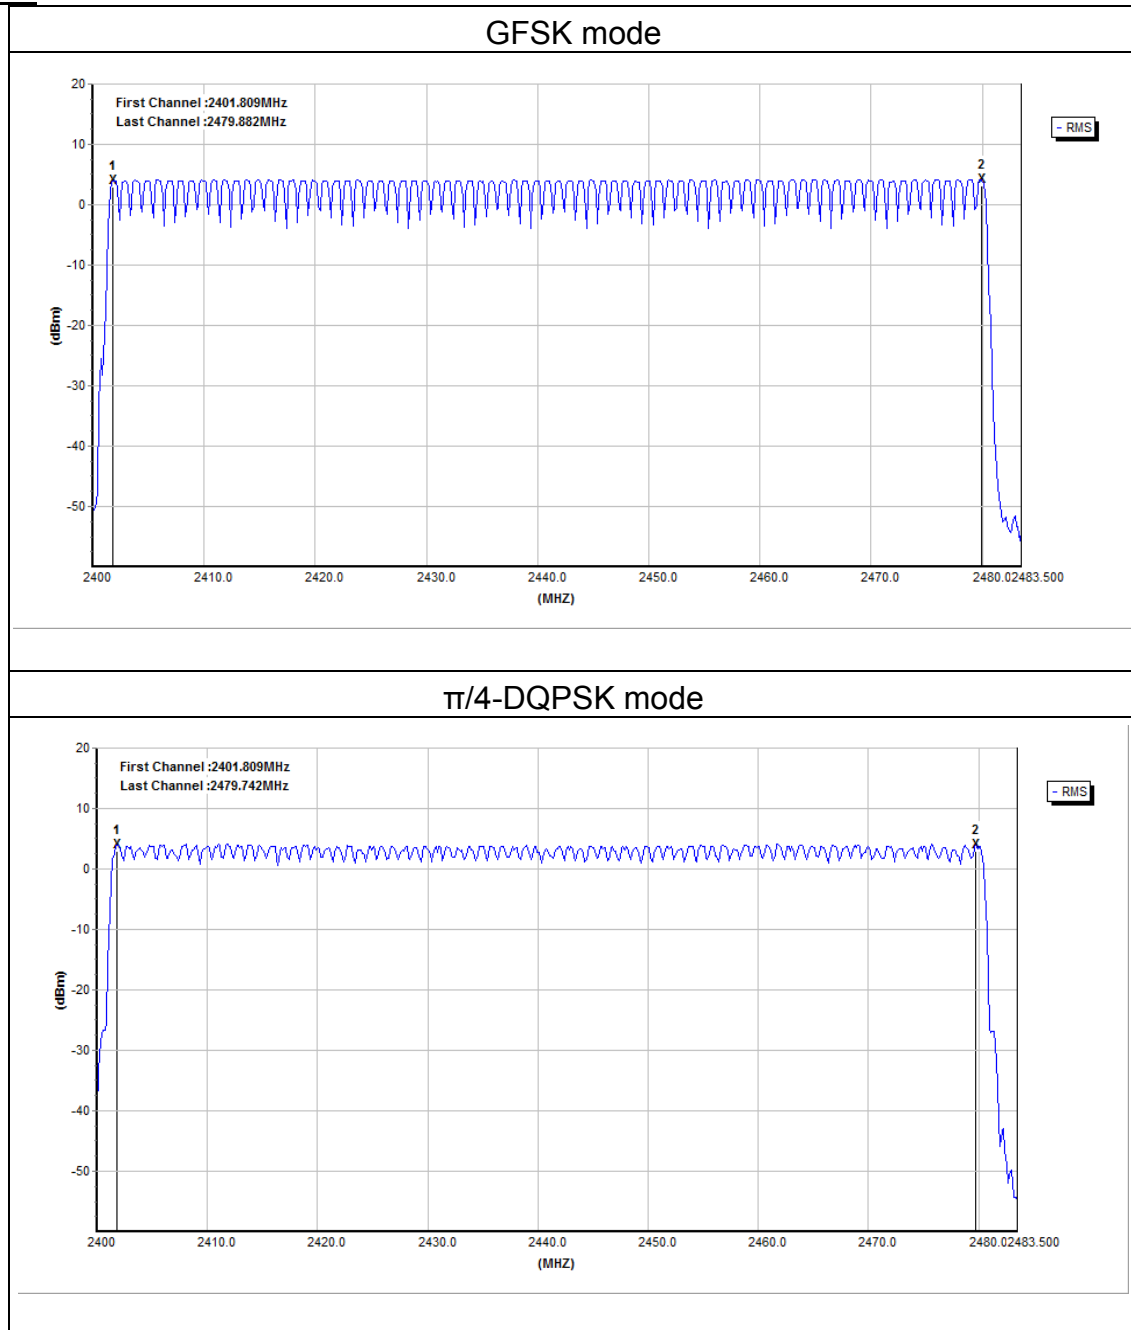 GFSK mode
First Channel :2401.809MHz
Last Channel :2479.882MHz
- RMS
20
10
0
-10
-20
-30
-40
-50
(dBm)
1
X
2
X
2400 2410.0 2420.0 2430.0 2440.0 2450.0 2460.0 2470.0 2480.02483.500
(MHZ)
π/4-DQPSK mode
First Channel :2401.809MHz
Last Channel :2479.742MHz
- RMS
20
10
0
-10
-20
-30
-40
-50
(dBm)
1
X
2
X
2400 2410.0 2420.0 2430.0 2440.0 2450.0 2460.0 2470.0 2480.02483.500
(MHZ)